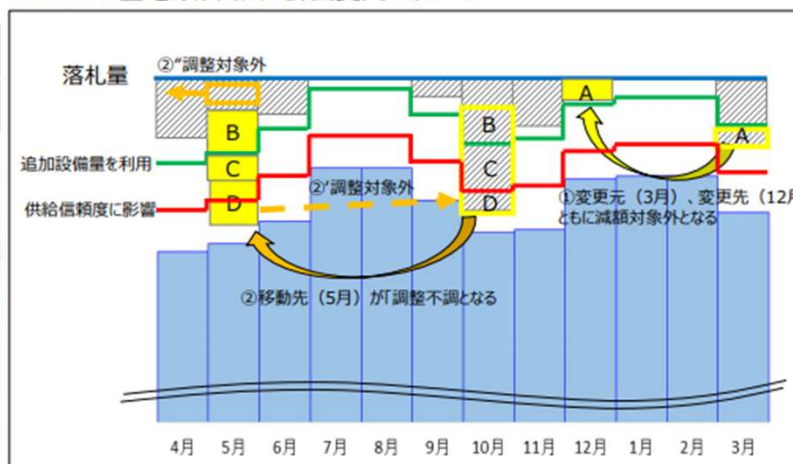 落札量
②“調整対象外
A
B
B
追加設備量を利用
C
C
A
供給信頼度に影響
D
②'調整対象外
D
①変更元（3月）、変更先（12月
ともに減額対象外となる
②移動先（5月）が「調整不調となる
4月 5月 6月 7月 8月 9月 10月 11月 12月 1月 2月 3月